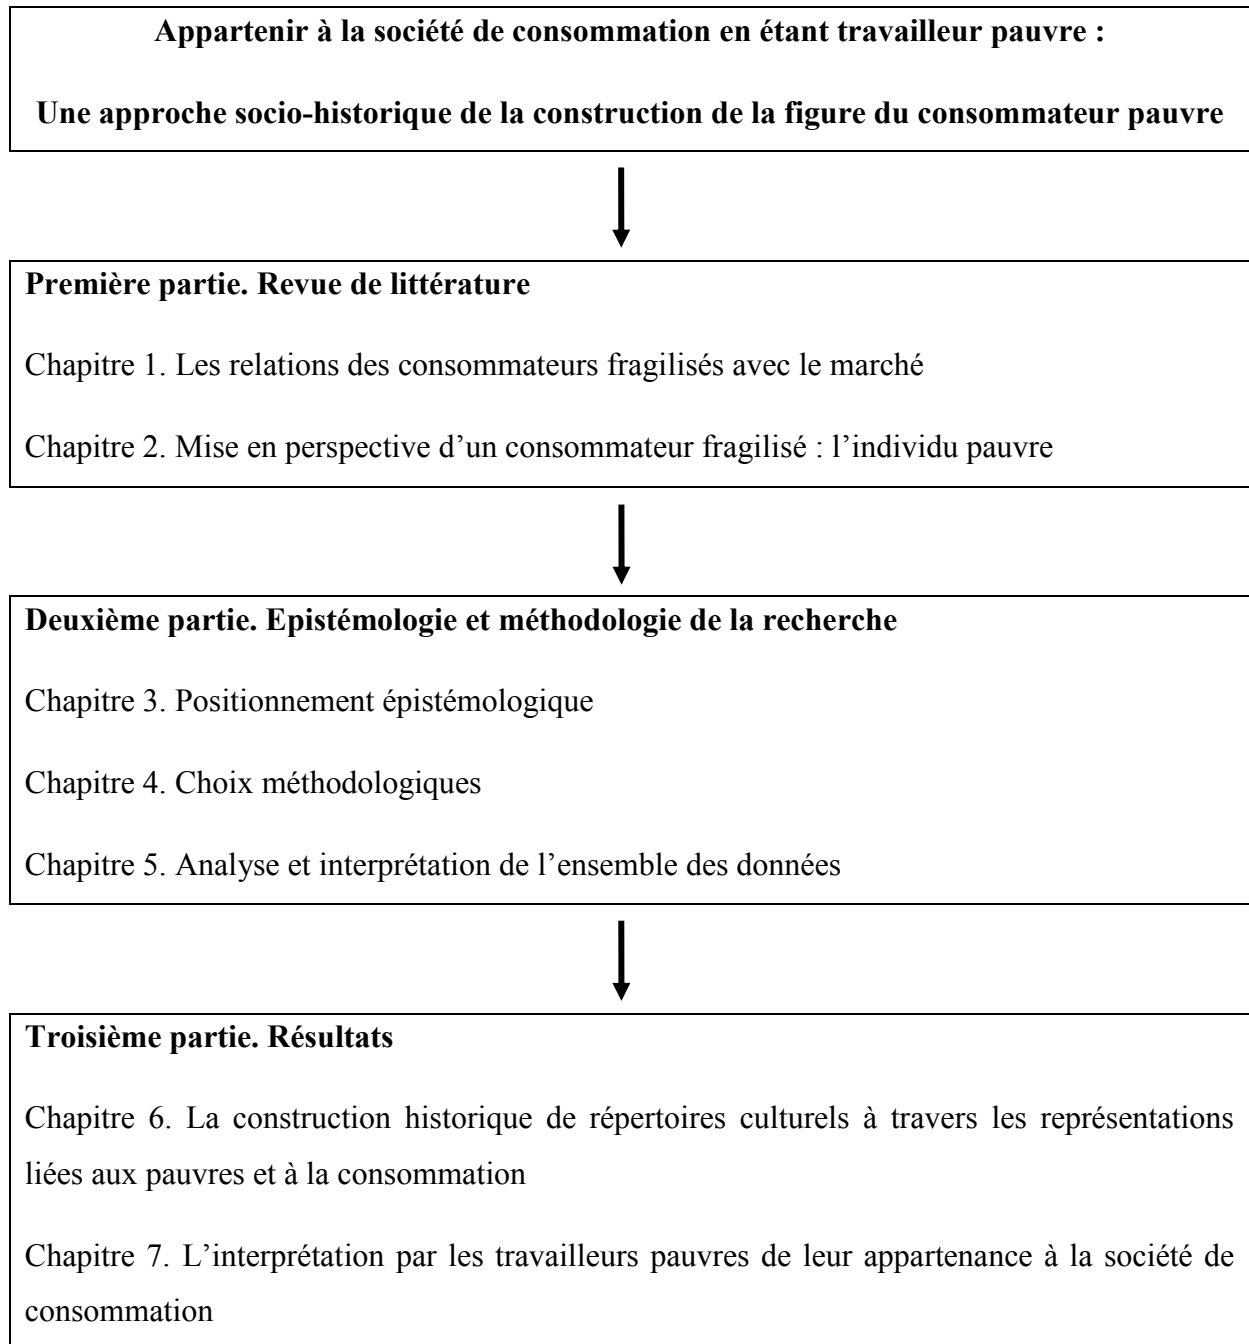 Appartenir à la société de consommation en étant travailleur pauvre :
Une approche socio-historique de la construction de la figure du consommateur pauvre
Première partie. Revue de littérature
Chapitre 1. Les relations des consommateurs fragilisés avec le marché
Chapitre 2. Mise en perspective d’un consommateur fragilisé : l’individu pauvre
Deuxième partie. Epistémologie et méthodologie de la recherche
Chapitre 3. Positionnement épistémologique
Chapitre 4. Choix méthodologiques
Chapitre 5. Analyse et interprétation de l’ensemble des données
Troisième partie. Résultats
Chapitre 6. La construction historique de répertoires culturels à travers les représentations
liées aux pauvres et à la consommation
Chapitre 7. L’interprétation par les travailleurs pauvres de leur appartenance à la société de
consommation